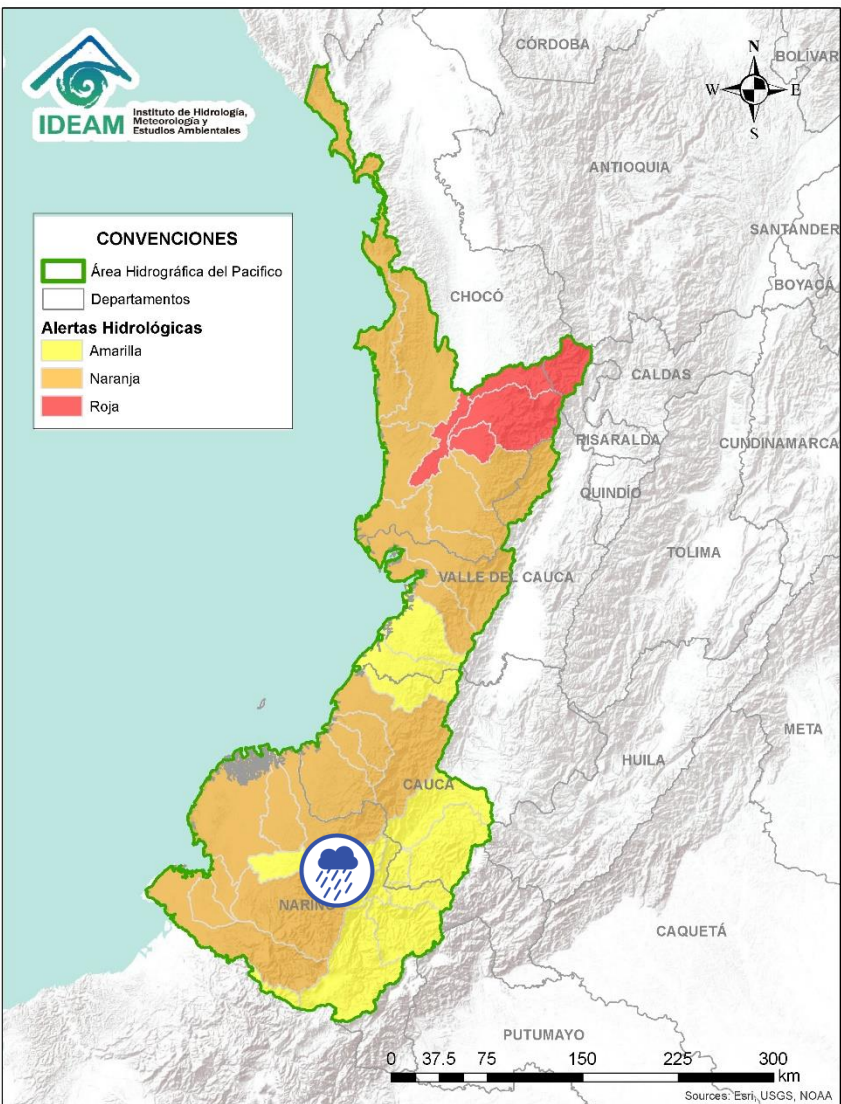 IDEAM
Instituto de Hidrología,
Meteorología y
Estudios Ambientales
N
W
E
S
CÓRDOBA
BOLÍVAR
ANTIOQUIA
SANTANDER
BOYACÁ
CHOCÓ
CALDAS
RISARALDA
CUNDINAMARCA
QUINDÍO
TOLIMA
VALLE DEL CAUCA
META
HUILA
CAUCA
NARIÑO
CAQUETÁ
PUTUMAYO
CONVENCIONES
Área Hidrográfica del Pacifico
Departamentos
Alertas Hidrológicas
Amarilla
Naranja
Roja
0 37.5 75 150 225 300
km
Sources: Esri, USGS, NOAA